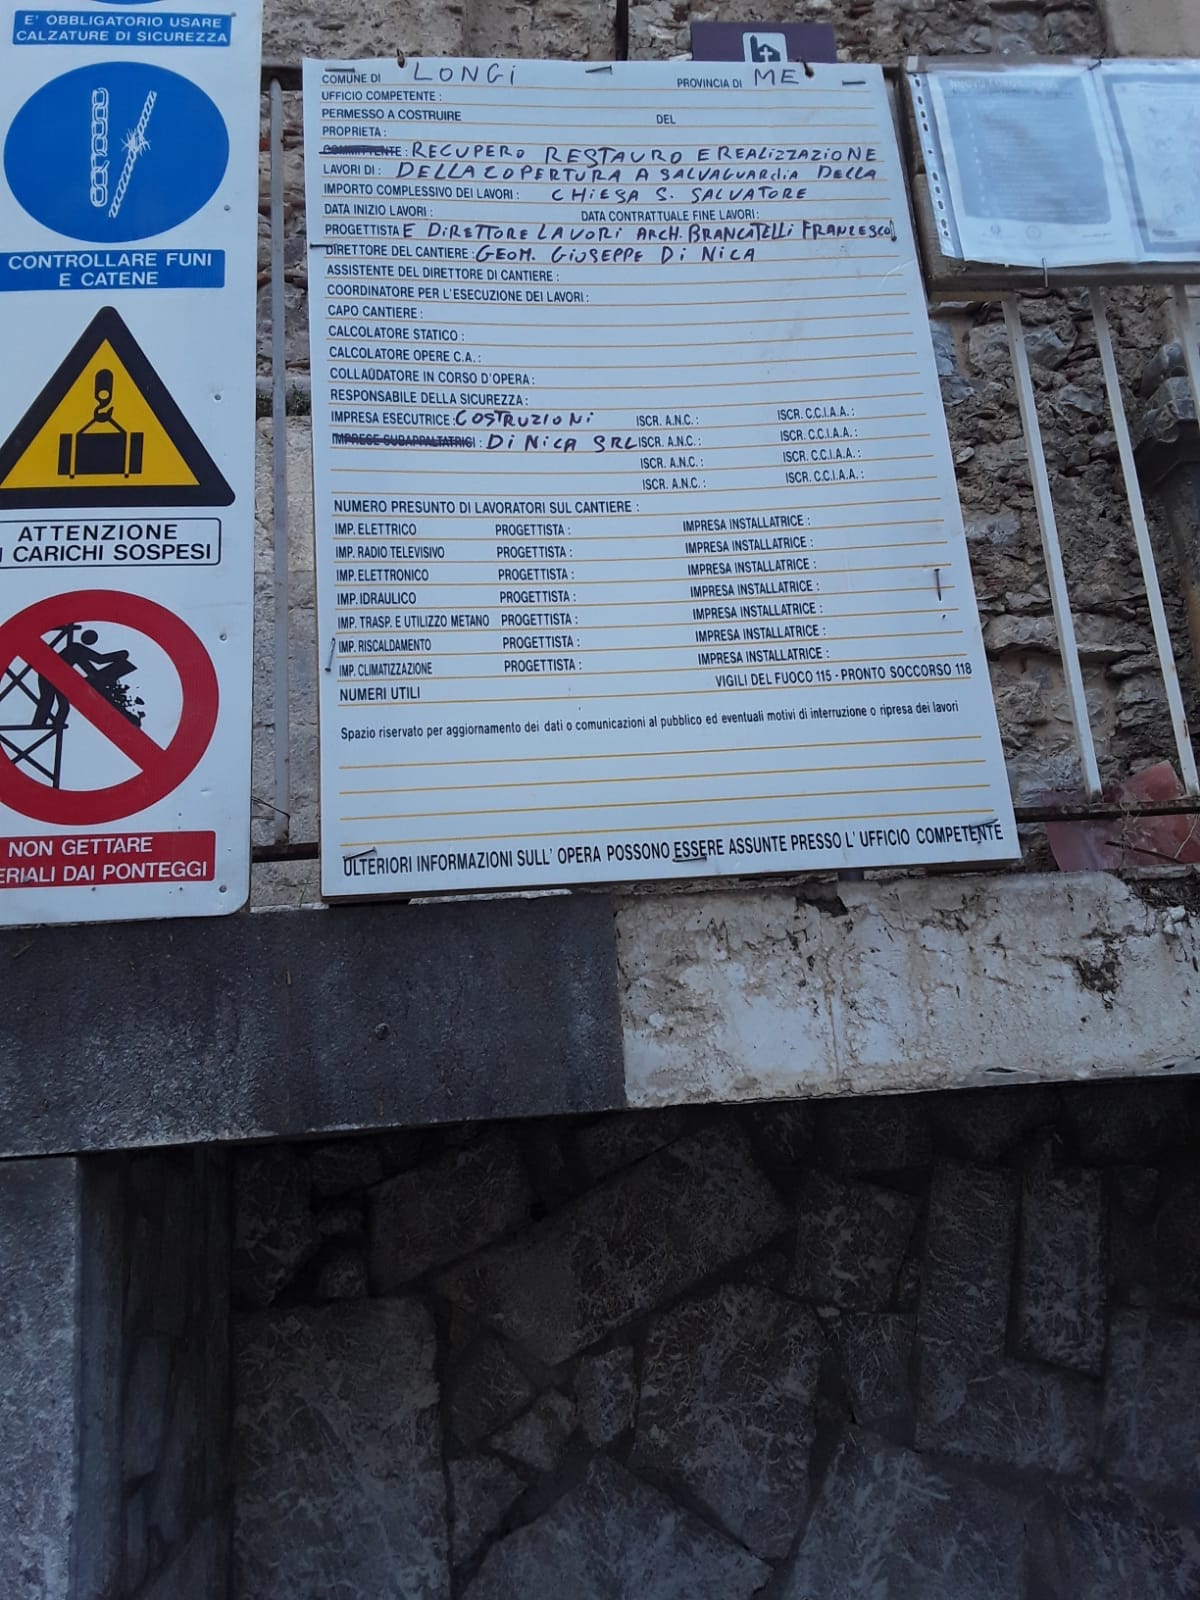 E' OBBLIGATORIO USARE
CALZATURE DI SICUREZZA
CONTROLLARE FUNI
E CATENE
ATTENZIONE
I CARICHI SOSPESI
NON GETTARE
ERIALI DAI PONTEGGI
COMUNE DI LONGI PROVINCIA DI ME
UFFICIO COMPETENTE :
PERMESSO A COSTRUIRE DEL
PROPRIETA :
COMMITTENTE : RECUPERO RESTAURO E REALIZZAZIONE
LAVORI DI : DELLA COPERTURA A SALVAGUARDIA DELLA
IMPORTO COMPLESSIVO DEI LAVORI : CHIESA S. SALVATORE
DATA INIZIO LAVORI : DATA CONTRATTUALE FINE LAVORI :
PROGETTISTA E DIRETTORE LAVORI ARCH. BRANCATELLI FRANCESCO
DIRETTORE DEL CANTIERE : GEOM. GIUSEPPE DI NICA
ASSISTENTE DEL DIRETTORE DI CANTIERE :
COORDINATORE PER L'ESECUZIONE DEI LAVORI :
CAPO CANTIERE :
CALCOLATORE STATICO :
CALCOLATORE OPERE C.A. :
COLLAUDATORE IN CORSO D'OPERA :
RESPONSABILE DELLA SICUREZZA :
IMPRESA ESECUTRICE : COSTRUZIONI ISCR. A.N.C. : ISCR. C.C.I.A.A. :
IMPRESE SUBAPPALTATRICI : DI NICA SRL ISCR. A.N.C. : ISCR. C.C.I.A.A. :
ISCR. A.N.C. : ISCR. C.C.I.A.A. :
ISCR. A.N.C. : ISCR. C.C.I.A.A. :
NUMERO PRESUNTO DI LAVORATORI SUL CANTIERE :
IMP. ELETTRICO PROGETTISTA : IMPRESA INSTALLATRICE :
IMP. RADIO TELEVISIVO PROGETTISTA : IMPRESA INSTALLATRICE :
IMP. ELETTRONICO PROGETTISTA : IMPRESA INSTALLATRICE :
IMP. IDRAULICO PROGETTISTA : IMPRESA INSTALLATRICE :
IMP. TRASP. E UTILIZZO METANO PROGETTISTA : IMPRESA INSTALLATRICE :
IMP. RISCALDAMENTO PROGETTISTA : IMPRESA INSTALLATRICE :
IMP. CLIMATIZZAZIONE PROGETTISTA : IMPRESA INSTALLATRICE :
NUMERI UTILI VIGILI DEL FUOCO 115 - PRONTO SOCCORSO 118
Spazio riservato per aggiornamento dei dati o comunicazioni al pubblico ed eventuali motivi di interruzione o ripresa dei lavori
ULTERIORI INFORMAZIONI SULL' OPERA POSSONO ESSERE ASSUNTE PRESSO L' UFFICIO COMPETENTE